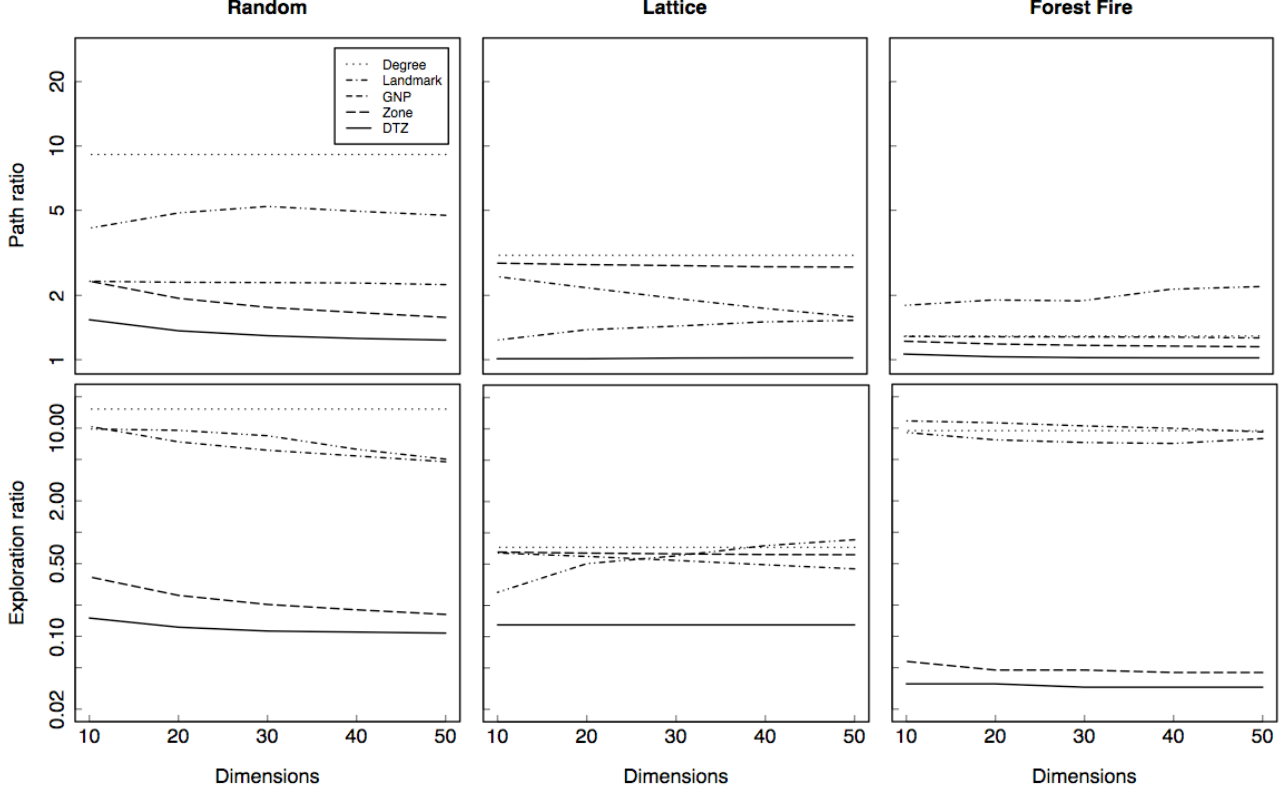 Random Lattice Forest Fire
Degree
Landmark
GNP
Zone
DTZ
Path ratio
20
10
5
2
1
Exploration ratio
10.00
2.00
0.50
0.10
0.02
10 20 30 40 50 10 20 30 40 50 10 20 30 40 50
Dimensions Dimensions Dimensions